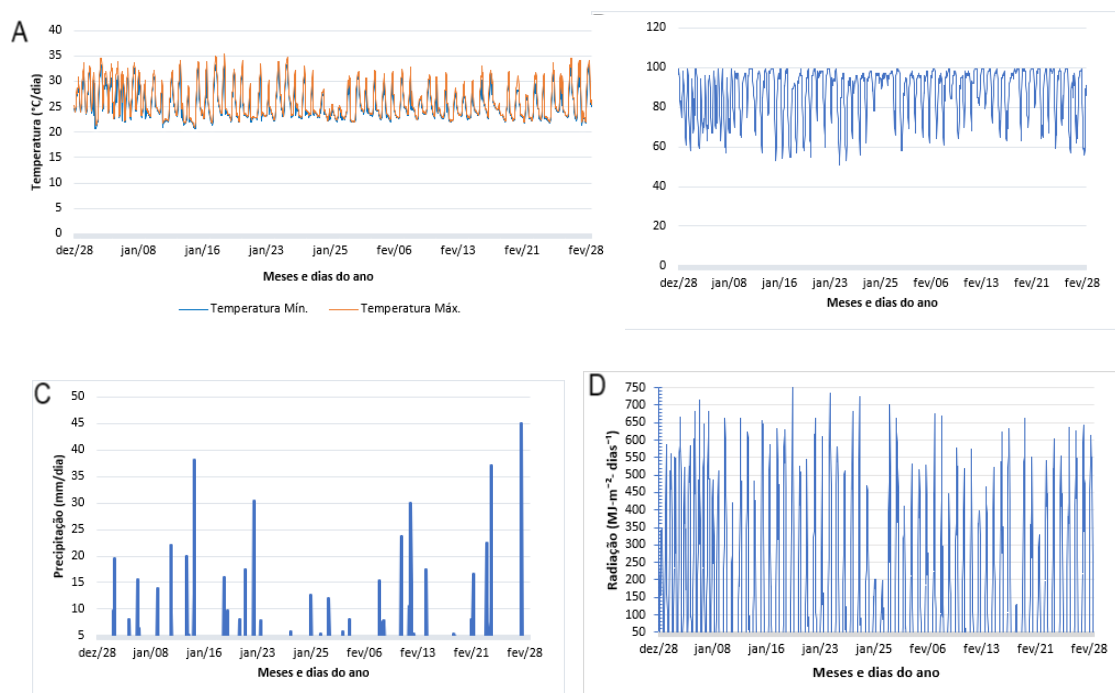 A
Temperatura (°C/dia)
40
35
30
25
20
15
10
5
0
dez/28 jan/08 jan/16 jan/23 jan/25 fev/06 fev/13 fev/21 fev/28
Meses e dias do ano
Temperatura Mín. Temperatura Máx.
120
100
80
60
40
20
0
dez/28 jan/08 jan/16 jan/23 jan/25 fev/06 fev/13 fev/21 fev/28
Meses e dias do ano
C
Precipitação (mm/dia)
50
45
40
35
30
25
20
15
10
5
dez/28 jan/08 jan/16 jan/23 jan/25 fev/06 fev/13 fev/21 fev/28
Meses e dias do ano
D
Radiação (MJ-m⁻²- dias⁻¹)
750
700
650
600
550
500
450
400
350
300
250
200
150
100
50
dez/28 jan/08 jan/16 jan/23 jan/25 fev/06 fev/13 fev/21 fev/28
Meses e dias do ano